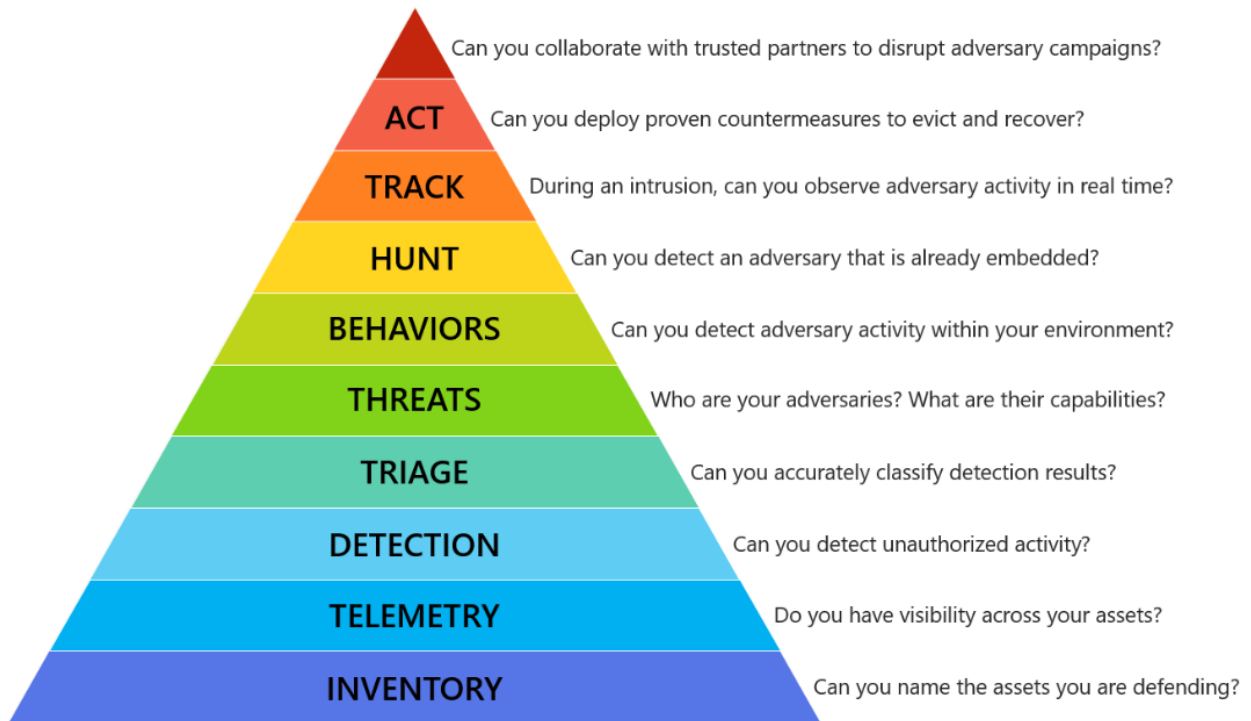 Can you collaborate with trusted partners to disrupt adversary campaigns?
ACT Can you deploy proven countermeasures to evict and recover?
TRACK During an intrusion, can you observe adversary activity in real time?
HUNT Can you detect an adversary that is already embedded?
BEHAVIORS Can you detect adversary activity within your environment?
THREATS Who are your adversaries? What are their capabilities?
TRIAGE Can you accurately classify detection results?
DETECTION Can you detect unauthorized activity?
TELEMETRY Do you have visibility across your assets?
INVENTORY Can you name the assets you are defending?